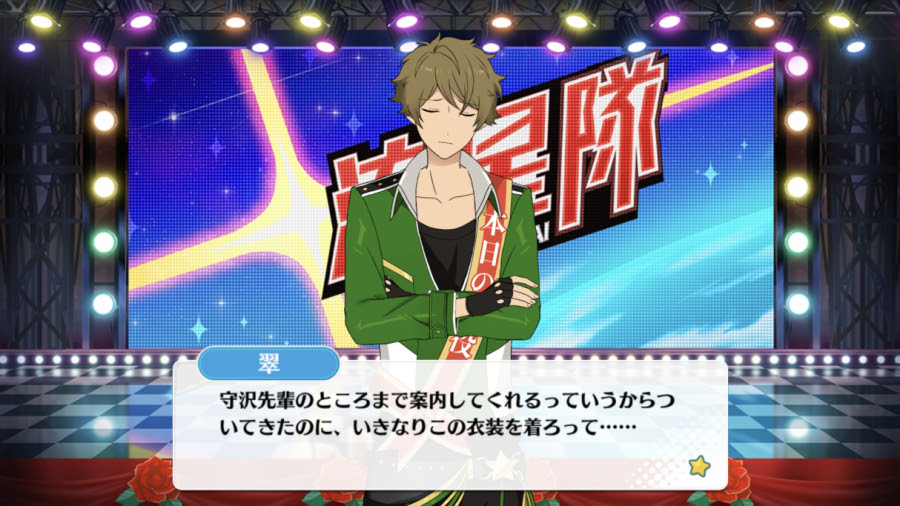 星隊
本日の
役
翠
守沢先輩のところまで案内してくれるっていうからつ
いてきたのに、いきなりこの衣装を着ろって……